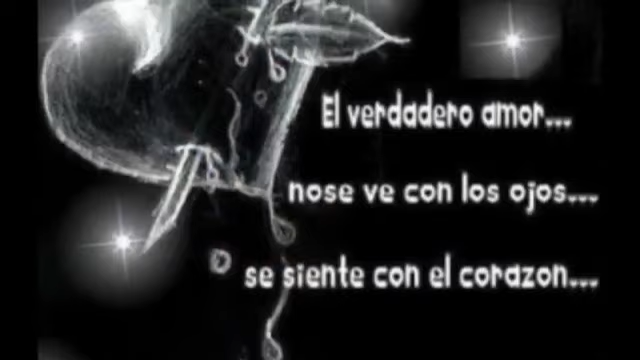 El verdadero amor...
nose ve con los ojos...
se siente con el corazon...